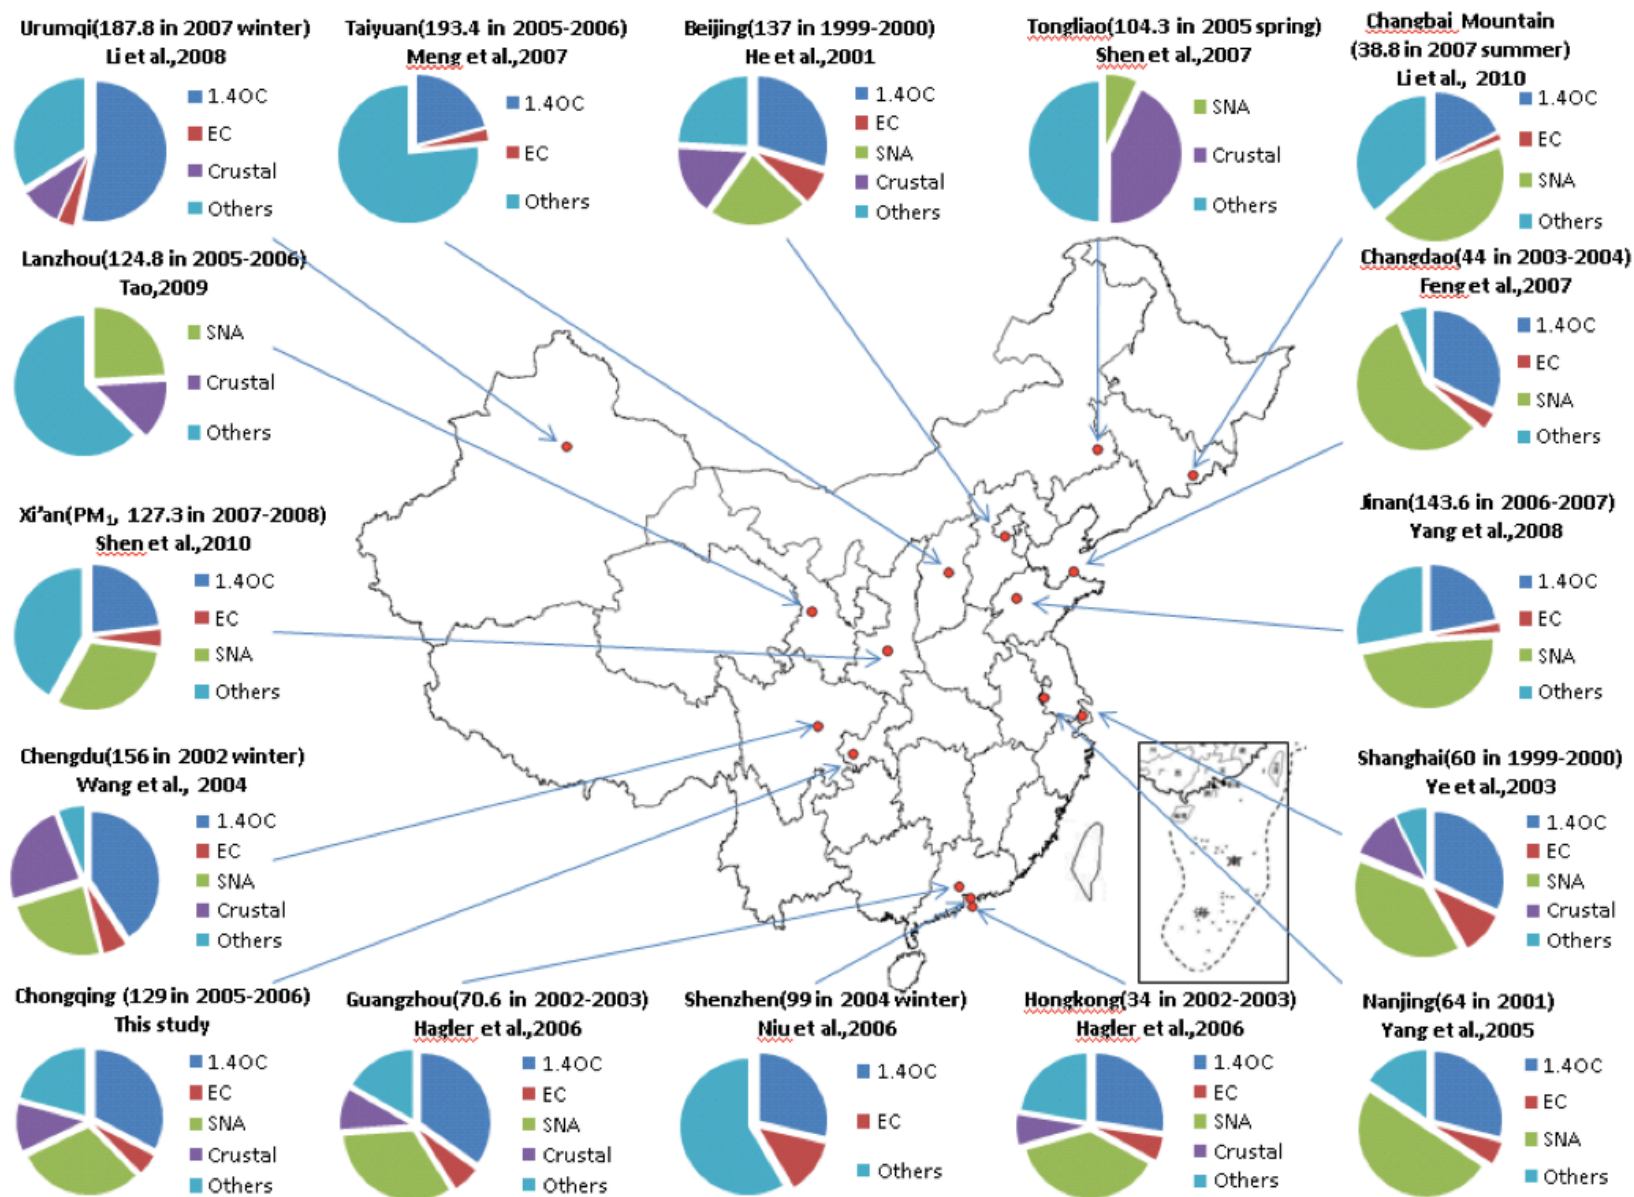 Urumqi(187.8 in 2007 winter)
Li et al.,2008
1.4OC
EC
Crustal
Others
Taiyuan(193.4 in 2005-2006)
Meng et al.,2007
1.4OC
EC
Others
Beijing(137 in 1999-2000)
He et al.,2001
1.4OC
EC
SNA
Crustal
Others
Tongliao(104.3 in 2005 spring)
Shen et al.,2007
SNA
Crustal
Others
Changbai Mountain
(38.8 in 2007 summer)
Li et al., 2010
1.4OC
EC
SNA
Others
Lanzhou(124.8 in 2005-2006)
Tao,2009
SNA
Crustal
Others
Changdao(44 in 2003-2004)
Feng et al.,2007
1.4OC
EC
SNA
Others
Xi'an(PM₁, 127.3 in 2007-2008)
Shen et al.,2010
1.4OC
EC
SNA
Others
Jinan(143.6 in 2006-2007)
Yang et al.,2008
1.4OC
EC
SNA
Others
Chengdu(156 in 2002 winter)
Wang et al., 2004
1.4OC
EC
SNA
Crustal
Others
Shanghai(60 in 1999-2000)
Ye et al.,2003
1.4OC
EC
SNA
Crustal
Others
Chongqing (129 in 2005-2006)
This study
1.4OC
EC
SNA
Crustal
Others
Guangzhou(70.6 in 2002-2003)
Hagler et al.,2006
1.4OC
EC
SNA
Crustal
Others
Shenzhen(99 in 2004 winter)
Niu et al.,2006
1.4OC
EC
Others
Hongkong(34 in 2002-2003)
Hagler et al.,2006
1.4OC
EC
SNA
Crustal
Others
Nanjing(64 in 2001)
Yang et al.,2005
1.4OC
EC
SNA
Others